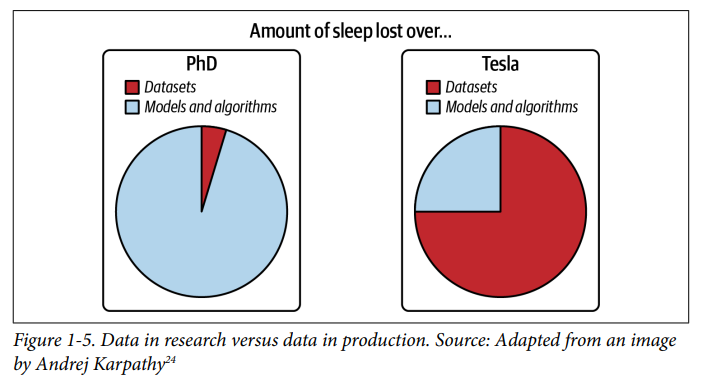 Amount of sleep lost over...
PhD
Datasets
Models and algorithms
Tesla
Datasets
Models and algorithms
Figure 1-5. Data in research versus data in production. Source: Adapted from an image
by Andrej Karpathy24